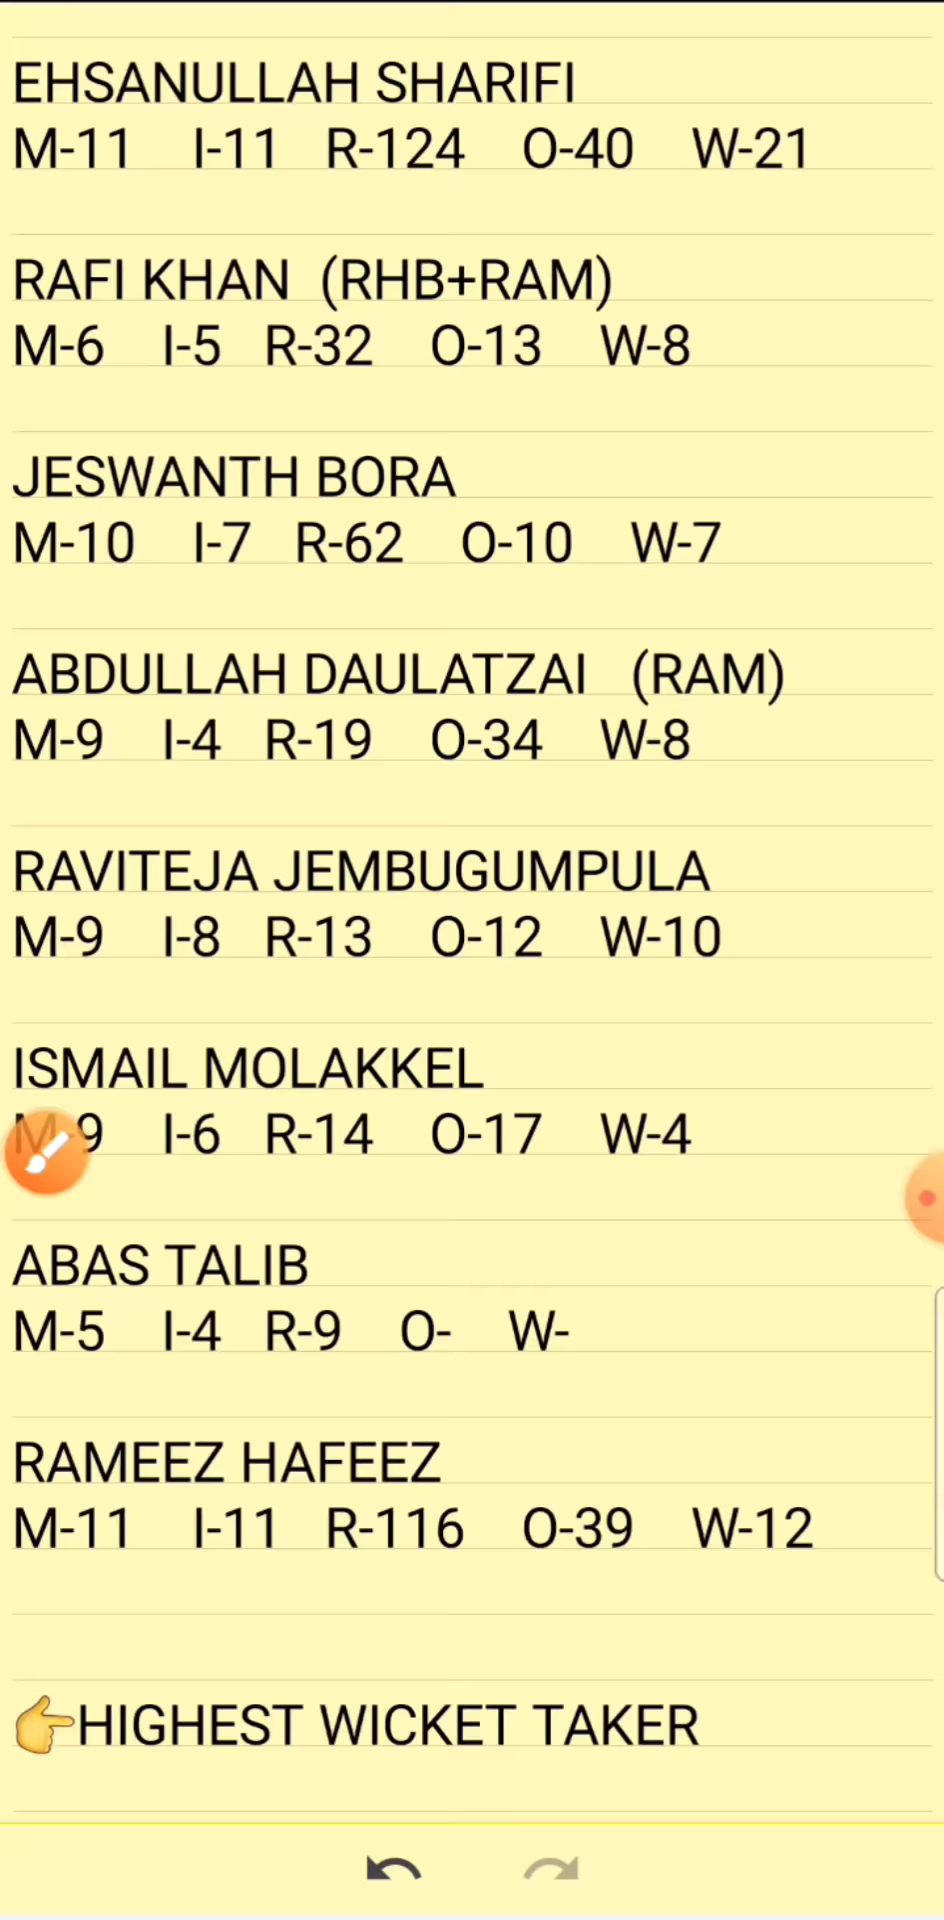 EHSANULLAH SHARIFI
M-11 I-11 R-124 O-40 W-21
RAFI KHAN (RHB+RAM)
M-6 I-5 R-32 O-13 W-8
JESWANTH BORA
M-10 I-7 R-62 O-10 W-7
ABDULLAH DAULATZAI (RAM)
M-9 I-4 R-19 O-34 W-8
RAVITEJA JEMBUGUMPULA
M-9 I-8 R-13 O-12 W-10
ISMAIL MOLAKKEL
M-9 I-6 R-14 O-17 W-4
ABAS TALIB
M-5 I-4 R-9 O- W-
RAMEEZ HAFEEZ
M-11 I-11 R-116 O-39 W-12
👉HIGHEST WICKET TAKER